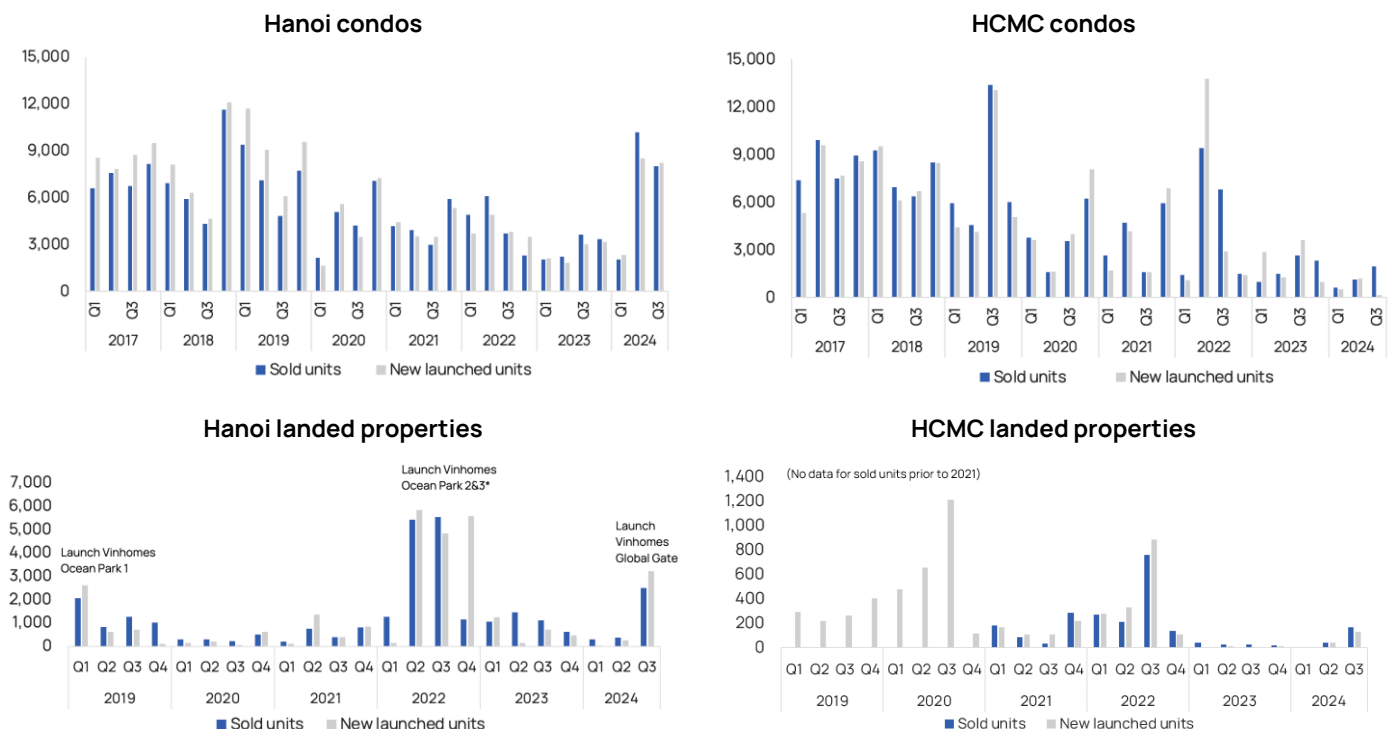 Hanoi condos
15,000
12,000
9,000
6,000
3,000
0
Q1 Q3 Q1 Q3 Q1 Q3 Q1 Q3 Q1 Q3 Q1 Q3 Q1 Q3 Q1 Q3
2017 2018 2019 2020 2021 2022 2023 2024
Sold units New launched units
HCMC condos
15,000
12,000
9,000
6,000
3,000
0
Q1 Q3 Q1 Q3 Q1 Q3 Q1 Q3 Q1 Q3 Q1 Q3 Q1 Q3 Q1 Q3
2017 2018 2019 2020 2021 2022 2023 2024
Sold units New launched units
Hanoi landed properties
Launch Vinhomes
Ocean Park 2&3*
Launch
Vinhomes
Global Gate
Launch Vinhomes
Ocean Park 1
7,000
6,000
5,000
4,000
3,000
2,000
1,000
0
Q1 Q2 Q3 Q4 Q1 Q2 Q3 Q4 Q1 Q2 Q3 Q4 Q1 Q2 Q3 Q4 Q1 Q2 Q3 Q4 Q1 Q2 Q3
2019 2020 2021 2022 2023 2024
Sold units New launched units
HCMC landed properties
(No data for sold units prior to 2021)
1,400
1,200
1,000
800
600
400
200
0
Q1 Q2 Q3 Q4 Q1 Q2 Q3 Q4 Q1 Q2 Q3 Q4 Q1 Q2 Q3 Q4 Q1 Q2 Q3 Q4 Q1 Q2 Q3
2019 2020 2021 2022 2023 2024
Sold units New launched units